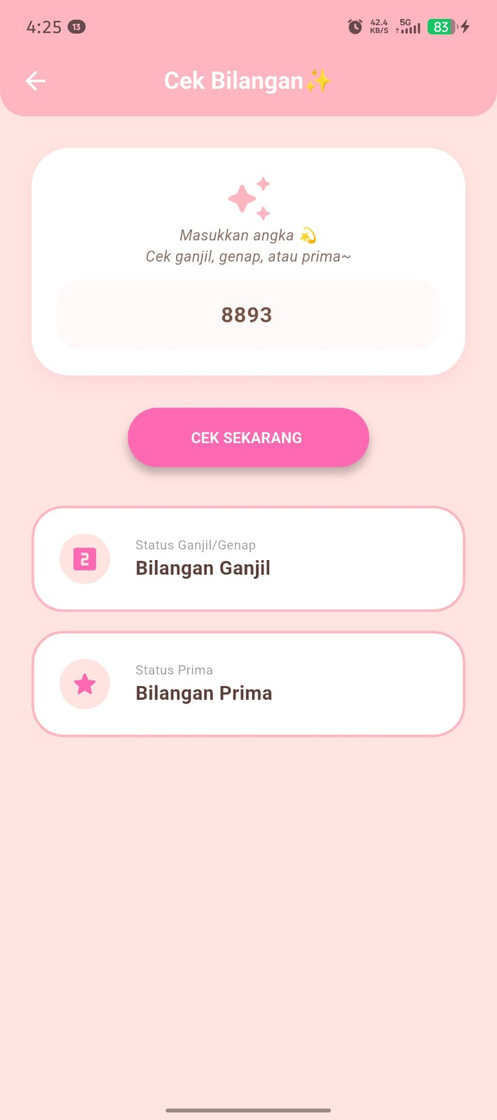 4:25 13 42.4 KB/S 5G 83
Cek Bilangan✨
Masukkan angka 💫
Cek ganjil, genap, atau prima~
8893
CEK SEKARANG
2
Status Ganjil/Genap
Bilangan Ganjil
Status Prima
Bilangan Prima